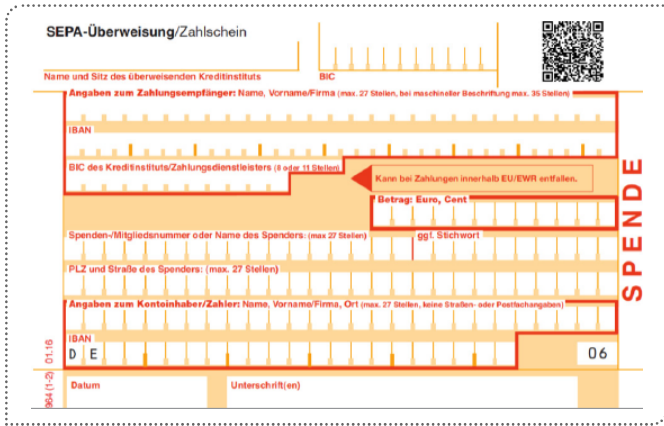 SEPA-Überweisung/Zahlschein
Name und Sitz des überweisenden Kreditinstituts
BIC
Angaben zum Zahlungsempfänger: Name, Vorname/Firma (max. 27 Stellen, bei maschineller Beschriftung max. 35 Stellen)
IBAN
BIC des Kreditinstituts/Zahlungsdienstleisters (8 oder 11 Stellen)
Kann bei Zahlungen innerhalb EU/EWR entfallen.
Betrag: Euro, Cent
Spenden-/Mitgliedsnummer oder Name des Spenders: (max 27 Stellen)
ggf. Stichwort
PLZ und Straße des Spenders: (max. 27 Stellen)
Angaben zum Kontoinhaber/Zahler: Name, Vorname/Firma, Ort (max. 27 Stellen, keine Straßen- oder Postfachangaben)
IBAN
D E
06
Datum
Unterschrift(en)
SPENDE
964 (1-2) 01.16